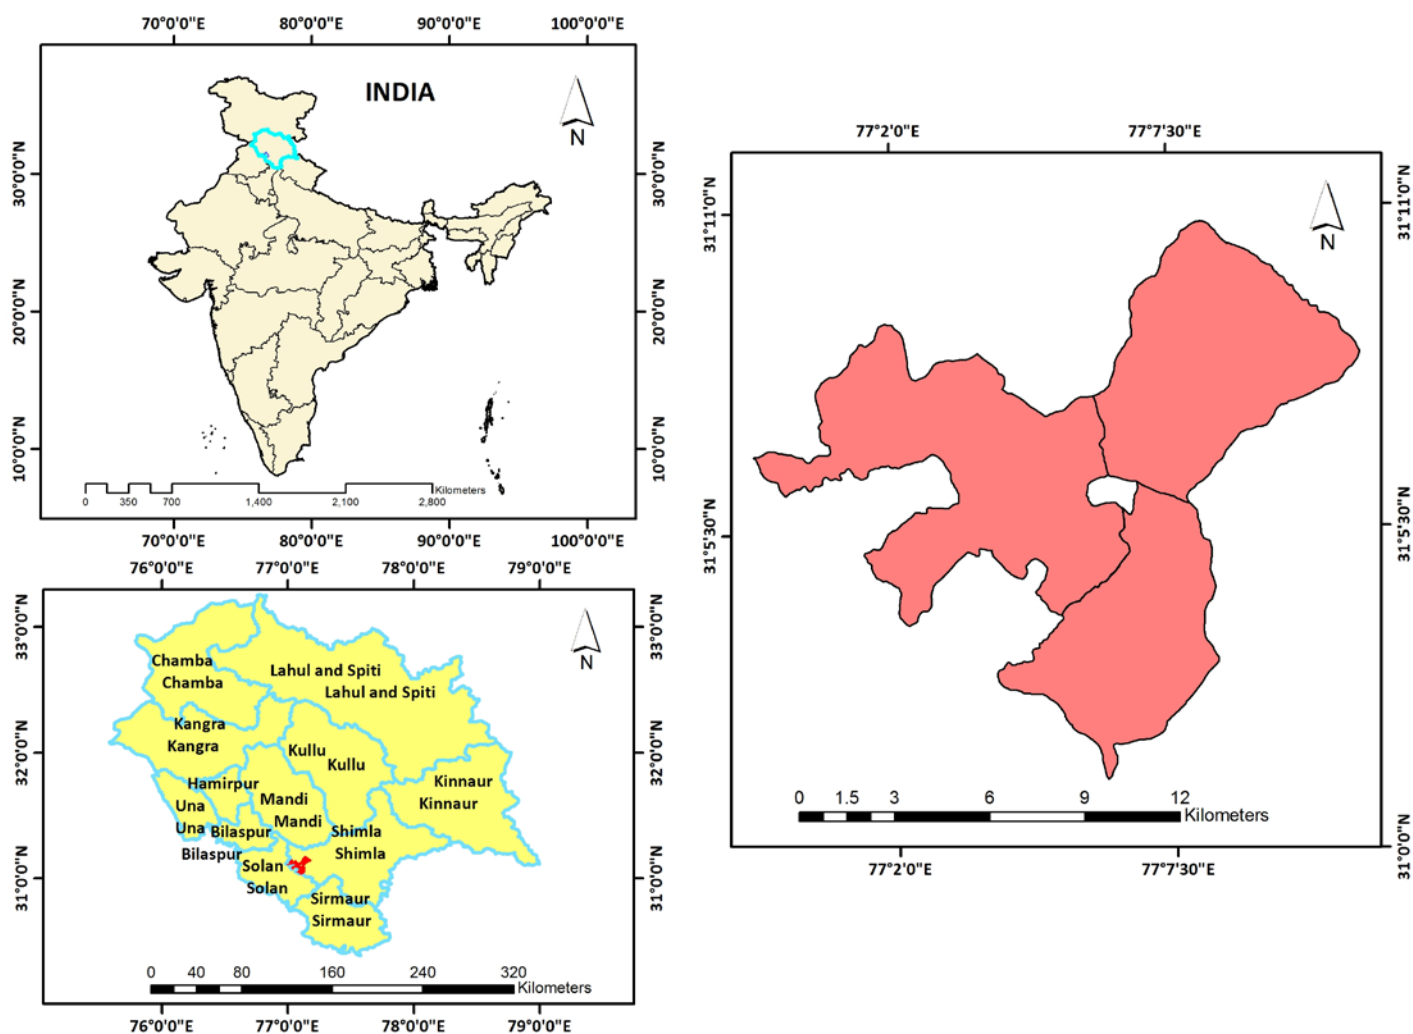 70°0'0"E 80°0'0"E 90°0'0"E 100°0'0"E
INDIA
N
30°0'0"N 30°0'0"N
20°0'0"N 20°0'0"N
10°0'0"N 10°0'0"N
0 350 700 1,400 2,100 2,800 Kilometers
70°0'0"E 80°0'0"E 90°0'0"E 100°0'0"E
76°0'0"E 77°0'0"E 78°0'0"E 79°0'0"E
33°0'0"N 33°0'0"N
N
Chamba
Chamba
Lahul and Spiti
Lahul and Spiti
Kangra
Kangra
Kullu
Kullu
32°0'0"N 32°0'0"N
Hamirpur
Una
Una
Mandi
Mandi
Kinnaur
Kinnaur
Bilaspur
Bilaspur
Shimla
Shimla
Solan
Solan
31°0'0"N 31°0'0"N
Sirmaur
Sirmaur
0 40 80 160 240 320 Kilometers
76°0'0"E 77°0'0"E 78°0'0"E 79°0'0"E
77°2'0"E 77°7'30"E
31°11'0"N 31°11'0"N
N
31°5'30"N 31°5'30"N
0 1.5 3 6 9 12
Kilometers
31°0'0"N
77°2'0"E 77°7'30"E